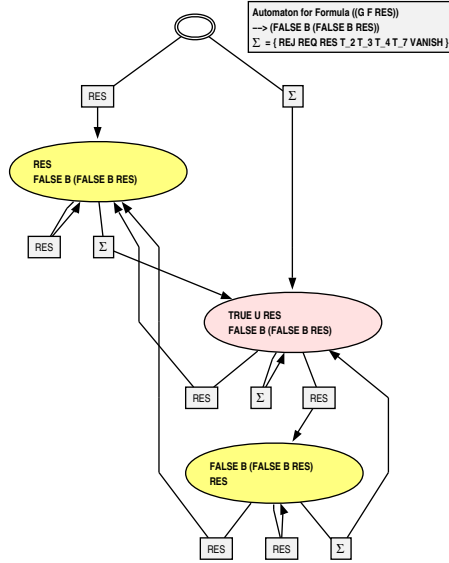 Automaton for Formula ((G F RES))
---> (FALSE B (FALSE B RES))
Σ = { REJ REQ RES T_2 T_3 T_4 T_7 VANISH }
RES
Σ
RES
FALSE B (FALSE B RES)
RES
Σ
TRUE U RES
FALSE B (FALSE B RES)
RES
Σ
RES
FALSE B (FALSE B RES)
RES
RES
RES
Σ